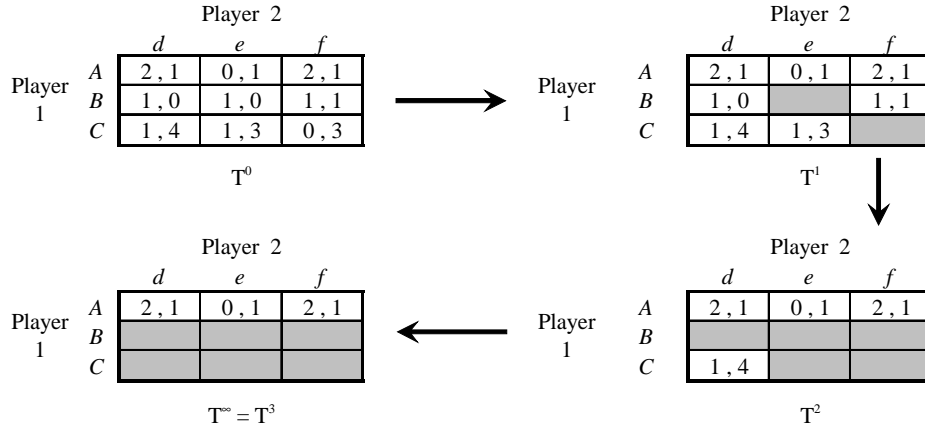 Player 2
d e f
Player 1
A 2 , 1 0 , 1 2 , 1
B 1 , 0 1 , 0 1 , 1
C 1 , 4 1 , 3 0 , 3
T⁰
Player 2
d e f
Player 1
A 2 , 1 0 , 1 2 , 1
B 1 , 0 1 , 1
C 1 , 4 1 , 3
T¹
Player 2
d e f
Player 1
A 2 , 1 0 , 1 2 , 1
B
C
T^∞ = T³
Player 2
d e f
Player 1
A 2 , 1 0 , 1 2 , 1
B
C 1 , 4
T²